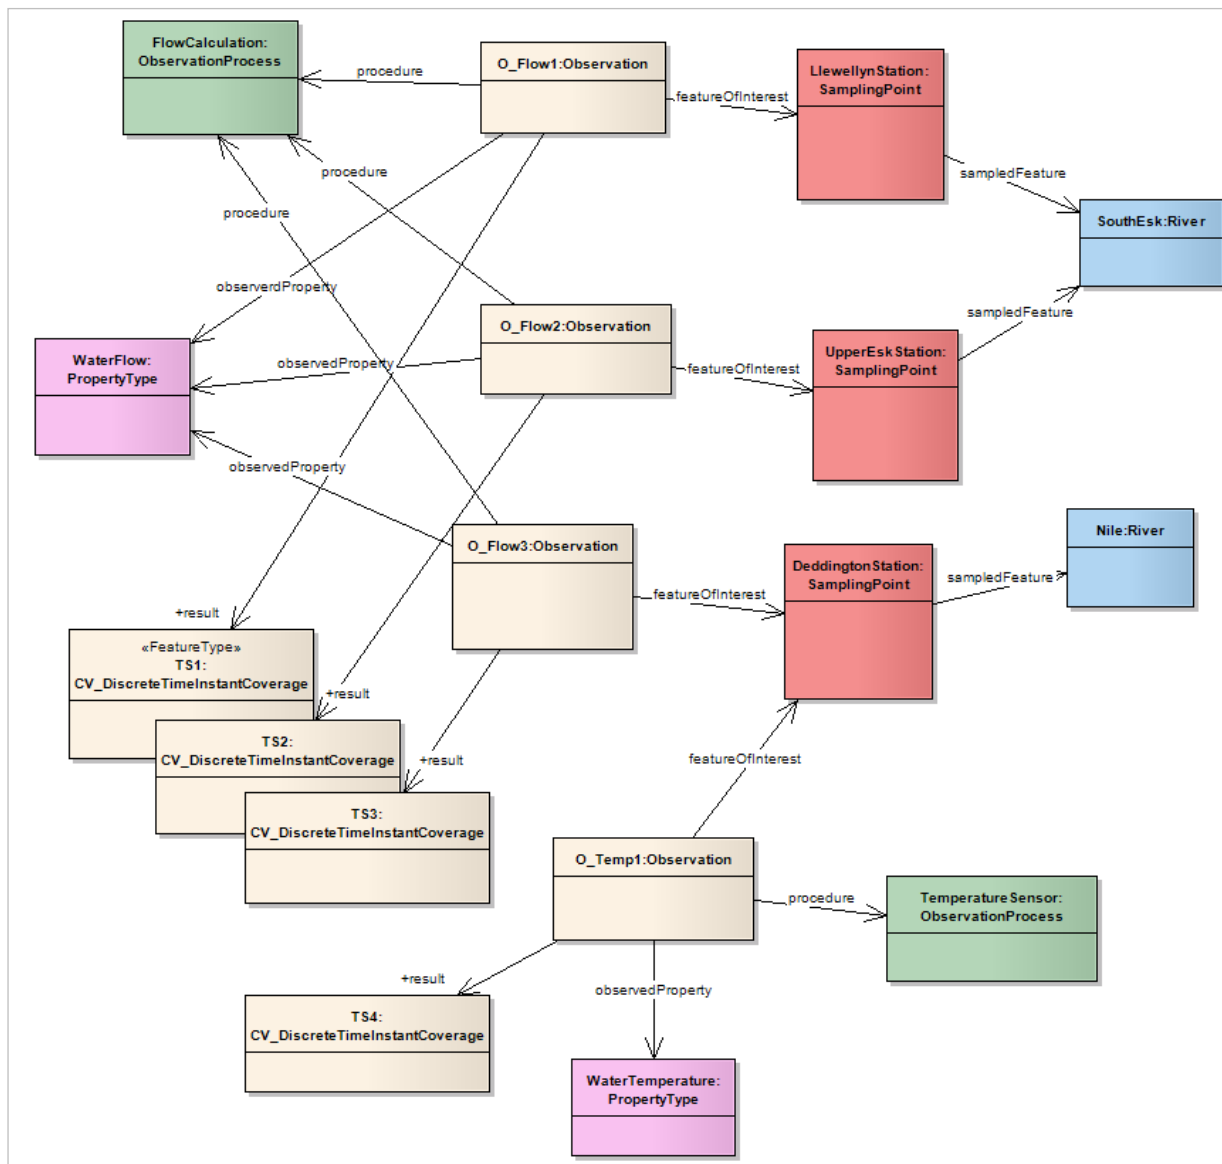 FlowCalculation:
ObservationProcess
procedure
O_Flow1:Observation
featureOfInterest
LlewellynStation:
SamplingPoint
sampledFeature
SouthEsk:River
procedure
procedure
observerdProperty
O_Flow2:Observation
sampledFeature
WaterFlow:
PropertyType
observedProperty
featureOfInterest
UpperEskStation:
SamplingPoint
observedProperty
O_Flow3:Observation
featureOfInterest
DeddingtonStation:
SamplingPoint
sampledFeature
Nile:River
+result
«FeatureType»
TS1:
CV_DiscreteTimeInstantCoverage
+result
TS2:
CV_DiscreteTimeInstantCoverage
+result
TS3:
CV_DiscreteTimeInstantCoverage
featureOfInterest
O_Temp1:Observation
procedure
TemperatureSensor:
ObservationProcess
+result
observedProperty
TS4:
CV_DiscreteTimeInstantCoverage
WaterTemperature:
PropertyType